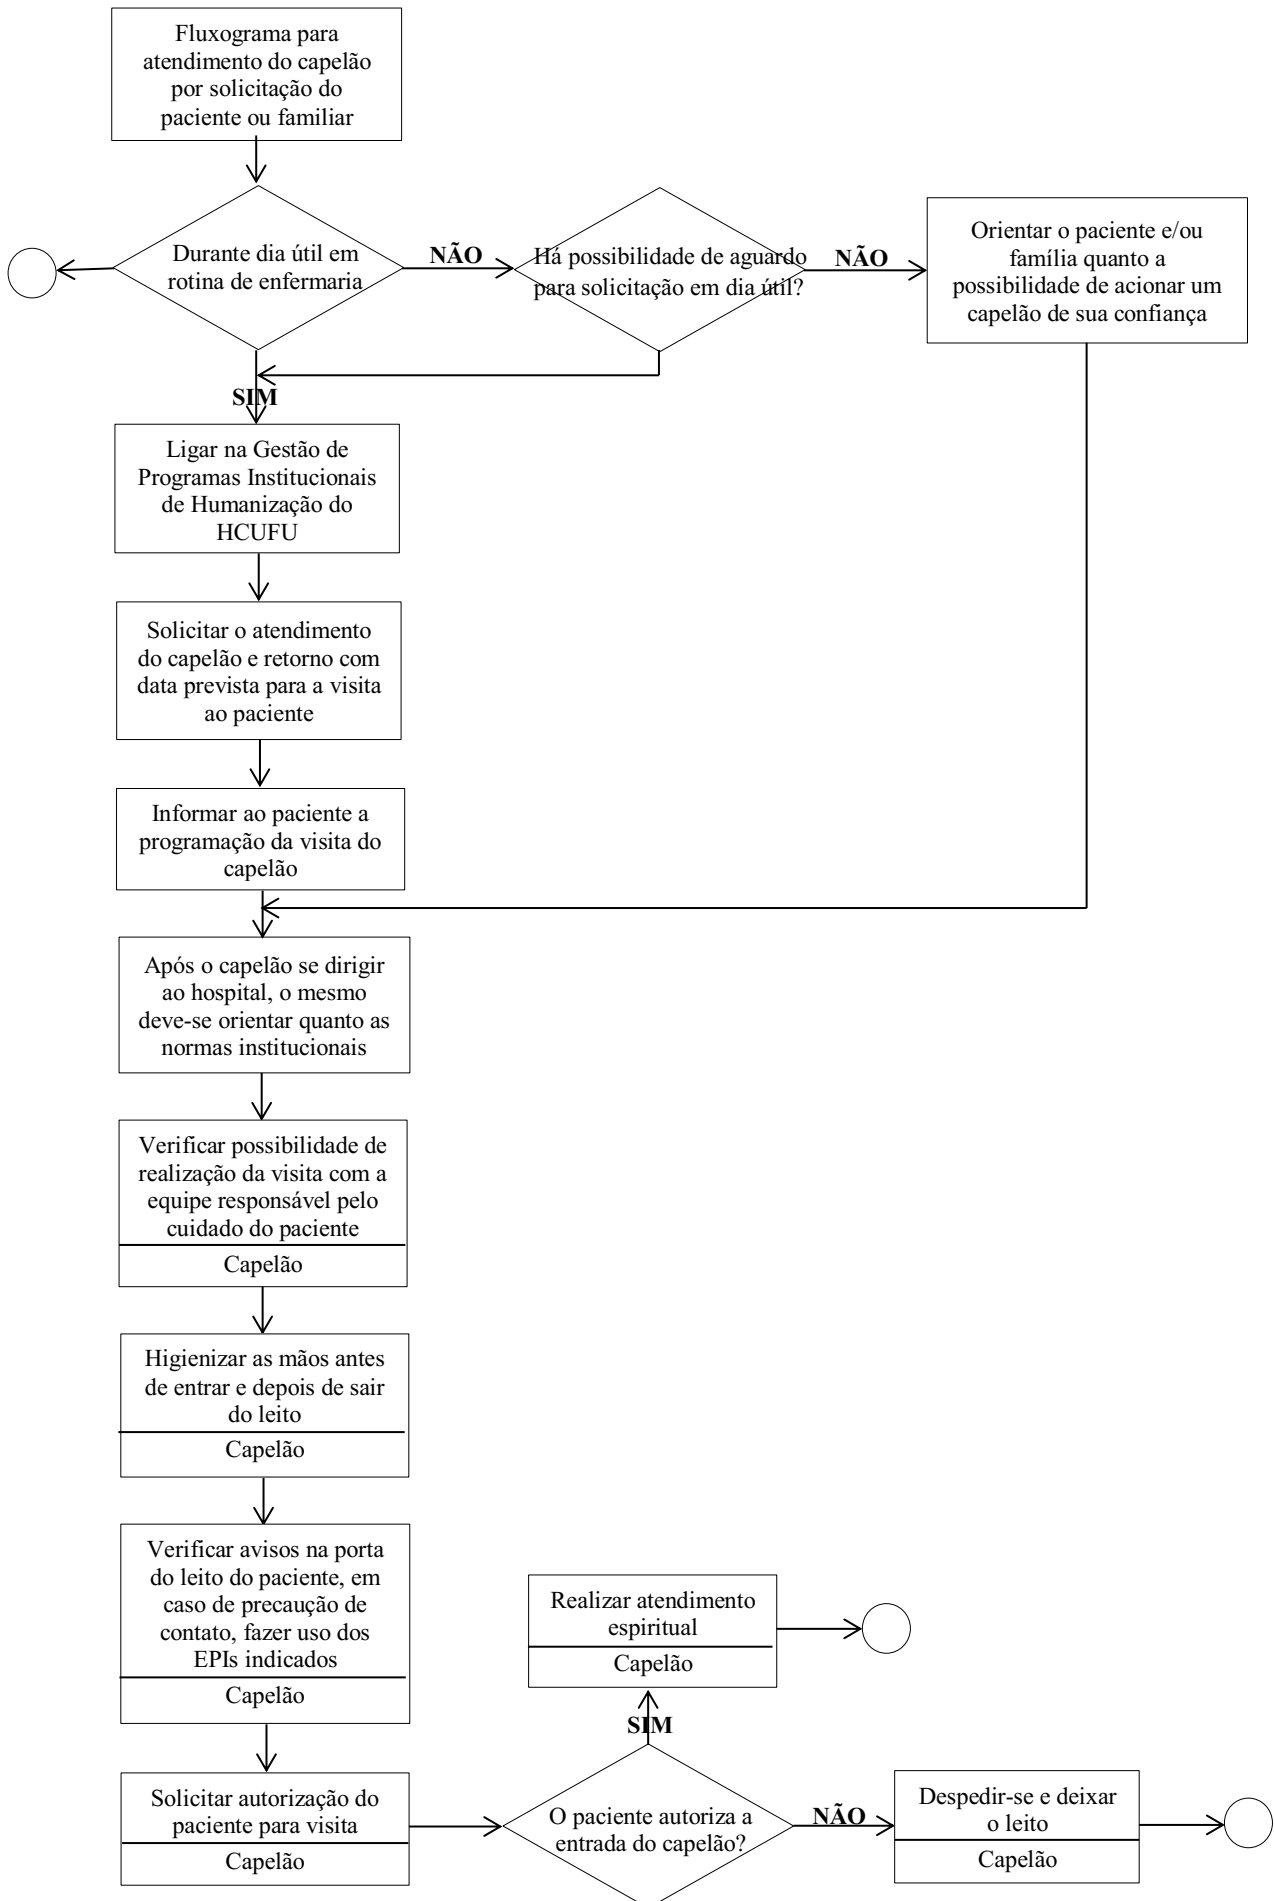 Fluxograma para
atendimento do capelão
por solicitação do
paciente ou familiar
Durante dia útil em
rotina de enfermaria
NÃO
Há possibilidade de aguardo
para solicitação em dia útil?
NÃO
Orientar o paciente e/ou
família quanto a
possibilidade de acionar um
capelão de sua confiança
SIM
Ligar na Gestão de
Programas Institucionais
de Humanização do
HCUFU
Solicitar o atendimento
do capelão e retorno com
data prevista para a visita
ao paciente
Informar ao paciente a
programação da visita do
capelão
Após o capelão se dirigir
ao hospital, o mesmo
deve-se orientar quanto as
normas institucionais
Verificar possibilidade de
realização da visita com a
equipe responsável pelo
cuidado do paciente
Capelão
Higienizar as mãos antes
de entrar e depois de sair
do leito
Capelão
Verificar avisos na porta
do leito do paciente, em
caso de precaução de
contato, fazer uso dos
EPIs indicados
Capelão
Solicitar autorização do
paciente para visita
Capelão
O paciente autoriza a
entrada do capelão?
SIM
Realizar atendimento
espiritual
Capelão
NÃO
Despedir-se e deixar
o leito
Capelão